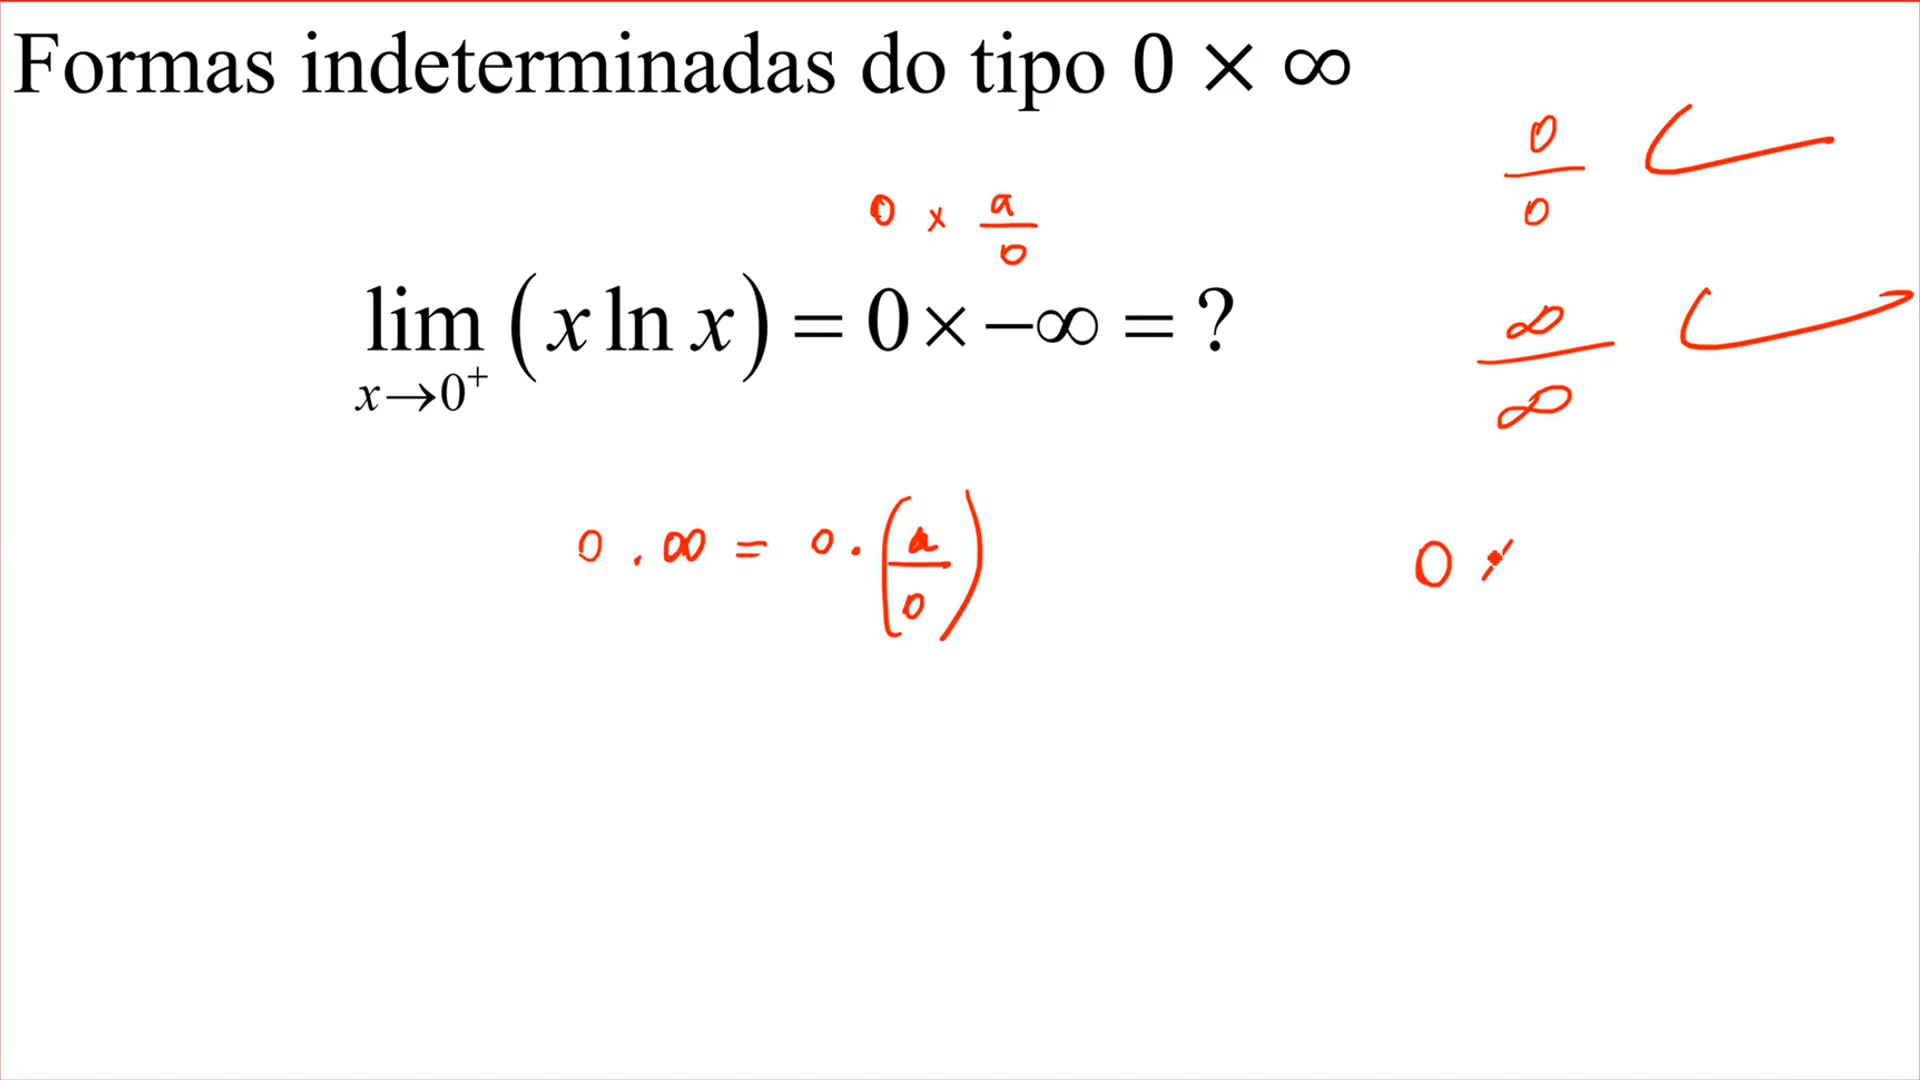 Formas indeterminadas do tipo 0 × ∞
0/0
0 × a/0
lim x→0⁺ (x ln x) = 0 × −∞ = ?
∞/∞
0 . ∞ = 0 . (a/0)
0 ×